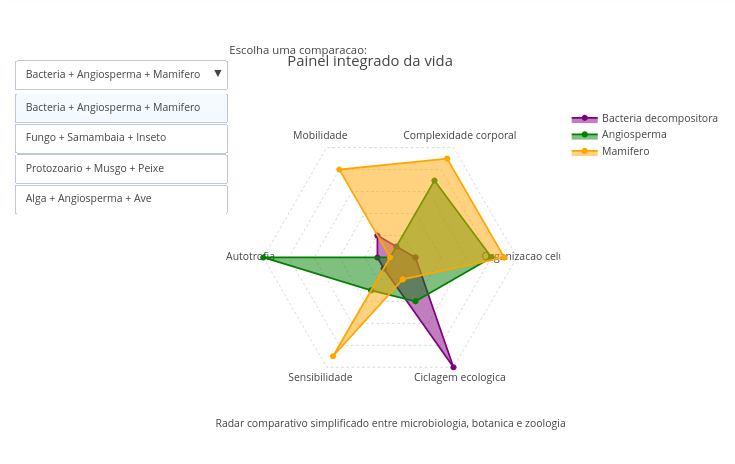 Escolha uma comparacao:
Painel integrado da vida
Bacteria + Angiosperma + Mamifero ▼
Bacteria + Angiosperma + Mamifero
Fungo + Samambaia + Inseto
Protozoario + Musgo + Peixe
Alga + Angiosperma + Ave
Bacteria decompositora
Angiosperma
Mamifero
Mobilidade
Complexidade corporal
Autotrofia
Organizacao celu
Sensibilidade
Ciclagem ecologica
Radar comparativo simplificado entre microbiologia, botanica e zoologia